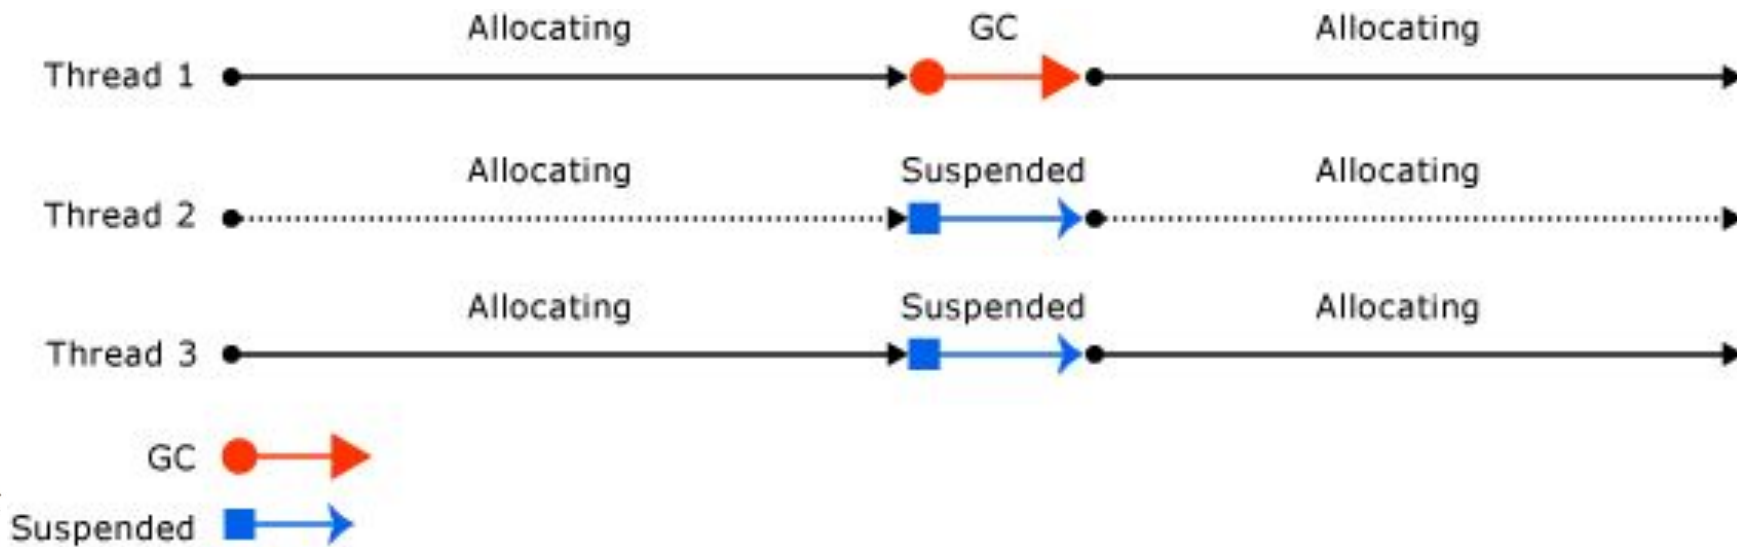 Allocating GC Allocating
Thread 1
Allocating Suspended Allocating
Thread 2
Allocating Suspended Allocating
Thread 3
GC
Suspended